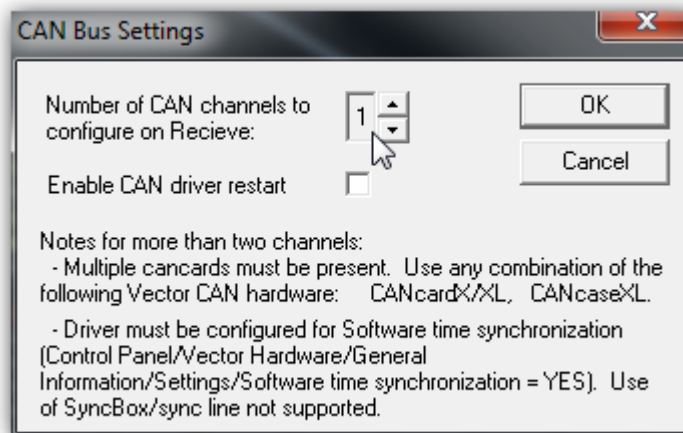 CAN Bus Settings
Number of CAN channels to
configure on Recieve:
1
OK
Cancel
Enable CAN driver restart
Notes for more than two channels:
- Multiple cancards must be present. Use any combination of the
following Vector CAN hardware: CANcardX/XL, CANcaseXL.
- Driver must be configured for Software time synchronization
(Control Panel/Vector Hardware/General
Information/Settings/Software time synchronization = YES). Use
of SyncBox/sync line not supported.